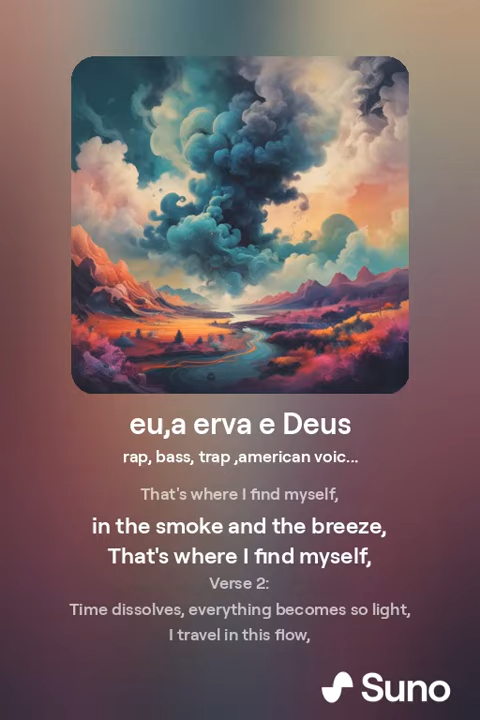 eu,a erva e Deus
rap, bass, trap ,american voic...
That's where I find myself,
in the smoke and the breeze,
That's where I find myself,
Verse 2:
Time dissolves, everything becomes so light,
I travel in this flow,
Suno